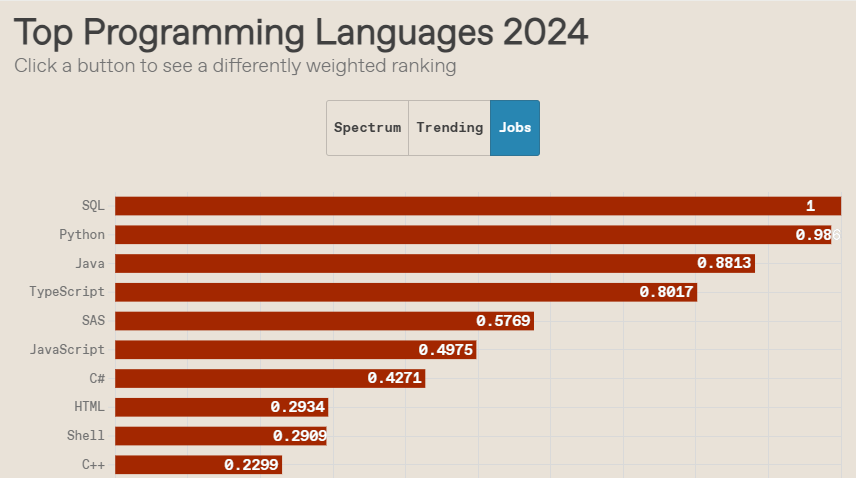 Top Programming Languages 2024
Click a button to see a differently weighted ranking
Spectrum Trending Jobs
SQL 1
Python 0.986
Java 0.8813
TypeScript 0.8017
SAS 0.5769
JavaScript 0.4975
C# 0.4271
HTML 0.2934
Shell 0.2909
C++ 0.2299